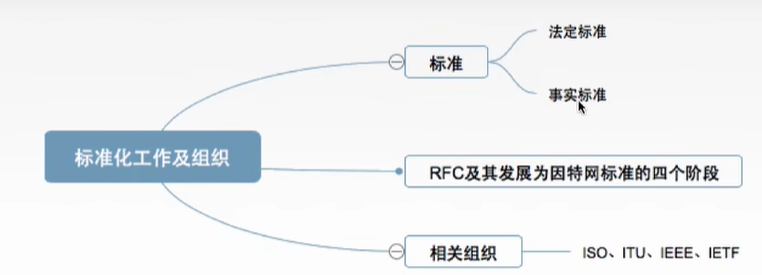 法定标准
标准
事实标准
标准化工作及组织
RFC及其发展为因特网标准的四个阶段
相关组织
ISO、ITU、IEEE、IETF